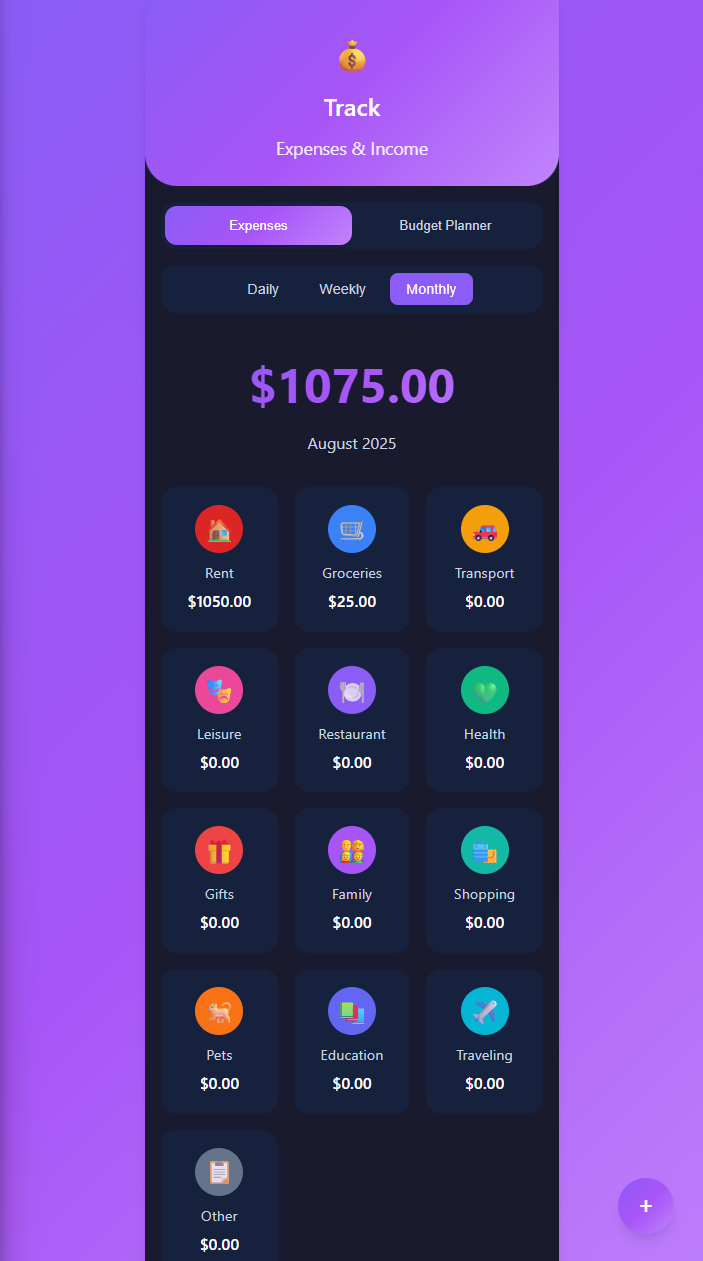 Track
Expenses & Income
Expenses Budget Planner
Daily Weekly Monthly
$1075.00
August 2025
Rent Groceries Transport
$1050.00 $25.00 $0.00
Leisure Restaurant Health
$0.00 $0.00 $0.00
Gifts Family Shopping
$0.00 $0.00 $0.00
Pets Education Traveling
$0.00 $0.00 $0.00
Other
$0.00
+